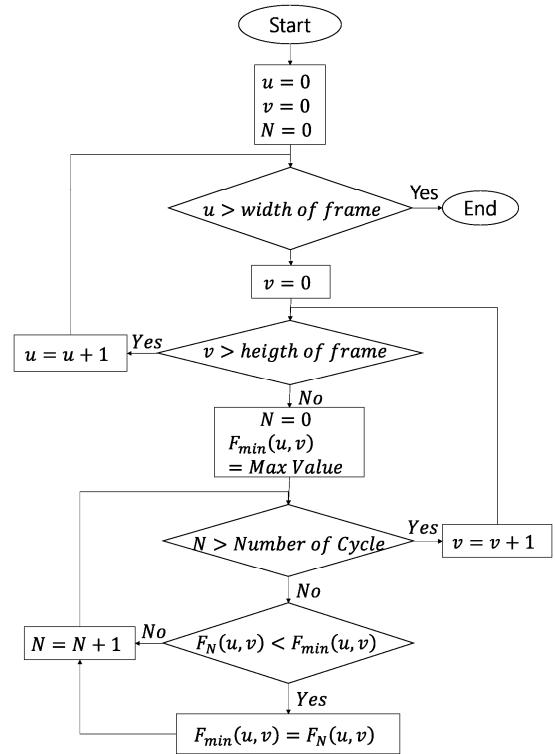 Start
u = 0
v = 0
N = 0
u > width of frame
Yes
End
v = 0
v > heigth of frame
Yes
u = u + 1
No
N = 0
F_min(u, v)
= Max Value
N > Number of Cycle
Yes
v = v + 1
No
F_N(u, v) < F_min(u, v)
No
N = N + 1
Yes
F_min(u, v) = F_N(u, v)